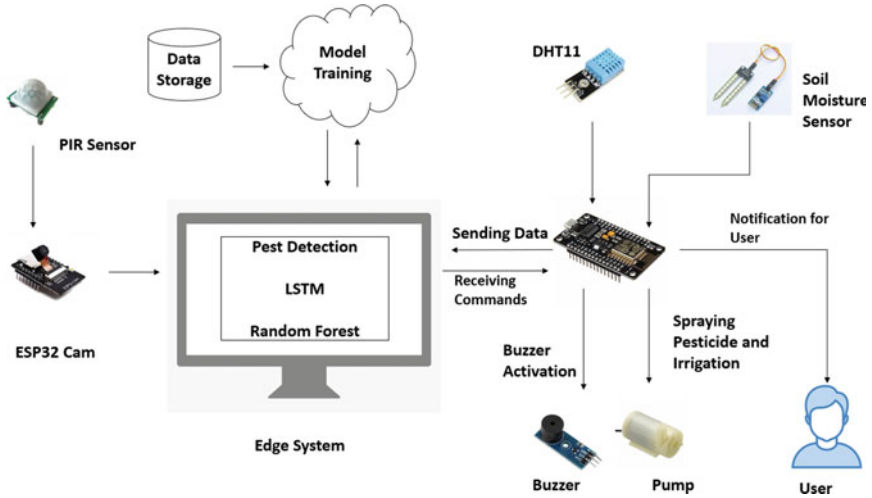 Data
Storage
Model
Training
DHT11
Soil
Moisture
Sensor
PIR Sensor
Pest Detection
LSTM
Random Forest
Sending Data
Receiving
Commands
Notification for
User
ESP32 Cam
Buzzer
Activation
Spraying
Pesticide and
Irrigation
Edge System
Buzzer
Pump
User